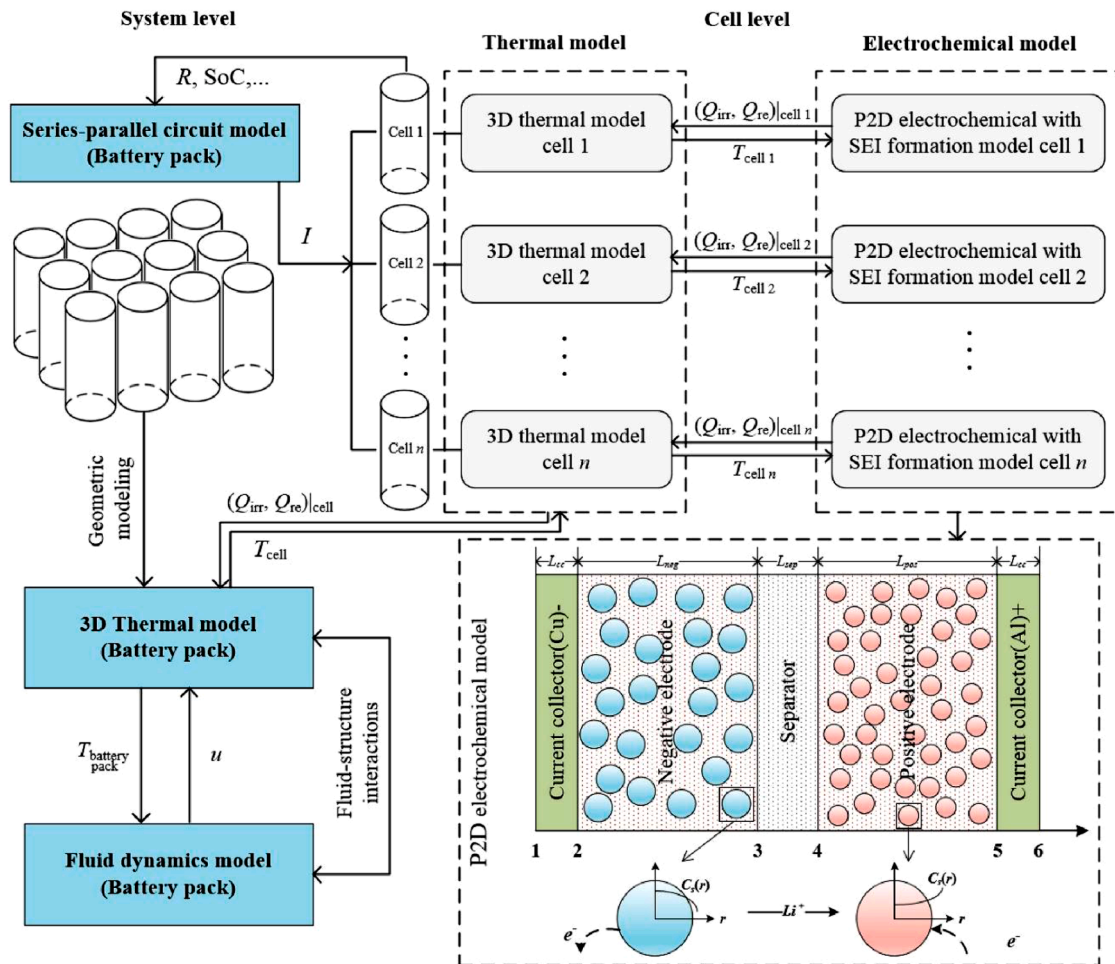 System level
Cell level
Thermal model
Electrochemical model
R, SoC,...
Series-parallel circuit model
(Battery pack)
I
Cell 1
3D thermal model
cell 1
(Qirr, Qre)|cell 1
Tcell 1
P2D electrochemical with
SEI formation model cell 1
Cell 2
3D thermal model
cell 2
(Qirr, Qre)|cell 2
Tcell 2
P2D electrochemical with
SEI formation model cell 2
Cell n
3D thermal model
cell n
(Qirr, Qre)|cell n
Tcell n
P2D electrochemical with
SEI formation model cell n
Geometric
modeling
(Qirr, Qre)|cell
Tcell
3D Thermal model
(Battery pack)
Tbattery
pack
u
Fluid-structure
interactions
Fluid dynamics model
(Battery pack)
P2D electrochemical model
Lcc
Lneg
Lsep
Lpos
Lcc
Current collector(Cu)-
Negative electrode
Separator
Positive electrode
Current collector(Al)+
1 2 3 4 5 6
Cs(r)
r
e-
Li+
Cs(r)
r
e-